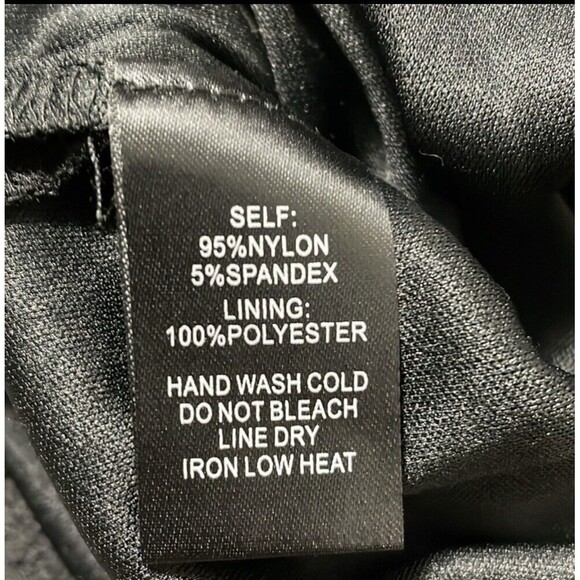 SELF:
95%NYLON
5%SPANDEX
LINING:
100%POLYESTER
HAND WASH COLD
DO NOT BLEACH
LINE DRY
IRON LOW HEAT